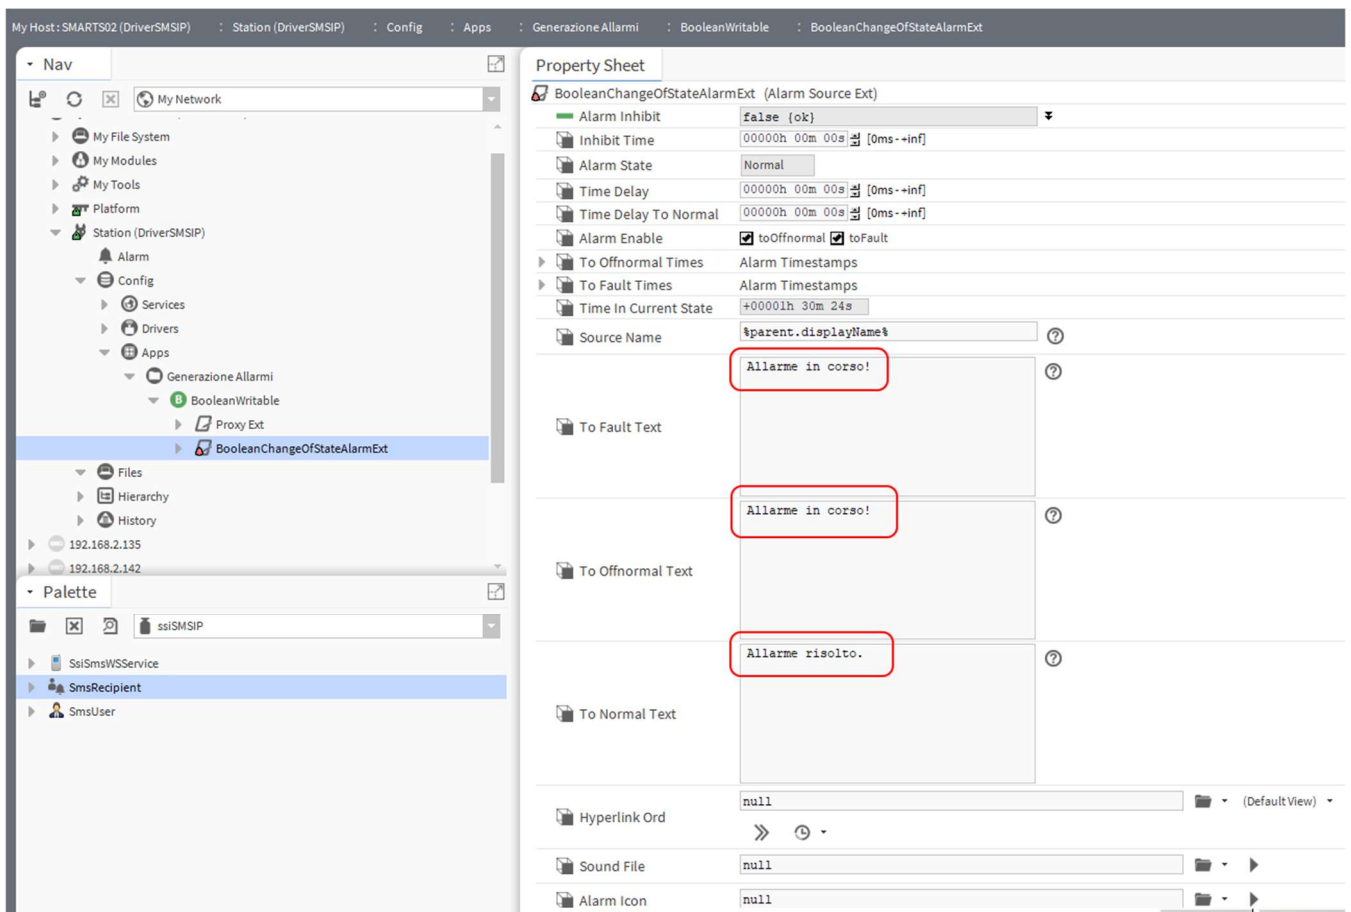 My Host : SMARTS02 (DriverSMSIP) : Station (DriverSMSIP) : Config : Apps : Generazione Allarmi : BooleanWritable : BooleanChangeOfStateAlarmExt
Nav
My Network
My File System
My Modules
My Tools
Platform
Station (DriverSMSIP)
Alarm
Config
Services
Drivers
Apps
Generazione Allarmi
BooleanWritable
Proxy Ext
BooleanChangeOfStateAlarmExt
Files
Hierarchy
History
192.168.2.135
192.168.2.142
Palette
ssiSMSIP
SsiSmsWSService
SmsRecipient
SmsUser
Property Sheet
BooleanChangeOfStateAlarmExt (Alarm Source Ext)
Alarm Inhibit false {ok}
Inhibit Time 00000h 00m 00s [0ms-+inf]
Alarm State Normal
Time Delay 00000h 00m 00s [0ms-+inf]
Time Delay To Normal 00000h 00m 00s [0ms-+inf]
Alarm Enable toOffnormal toFault
To Offnormal Times Alarm Timestamps
To Fault Times Alarm Timestamps
Time In Current State +00001h 30m 24s
Source Name %parent.displayName%
To Fault Text Allarme in corso!
To Offnormal Text Allarme in corso!
To Normal Text Allarme risolto.
Hyperlink Ord null (Default View)
Sound File null
Alarm Icon null